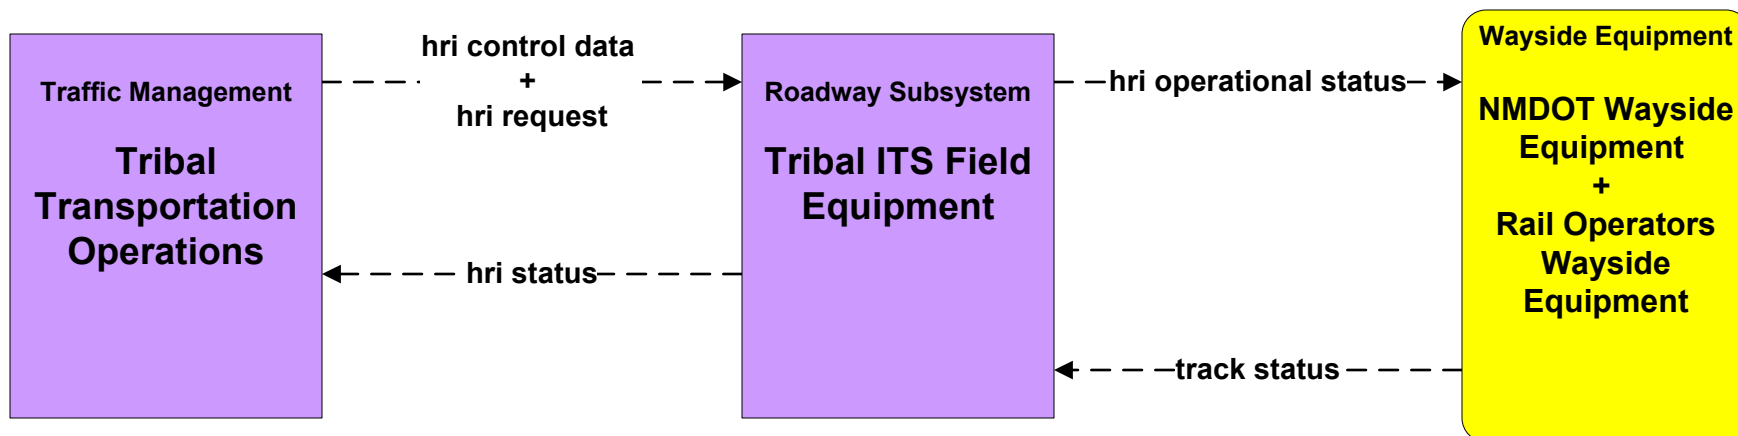 Traffic Management
Tribal
Transportation
Operations
hri control data
+
hri request
hri status
Roadway Subsystem
Tribal ITS Field
Equipment
hri operational status
track status
Wayside Equipment
NMDOT Wayside
Equipment
+
Rail Operators
Wayside
Equipment